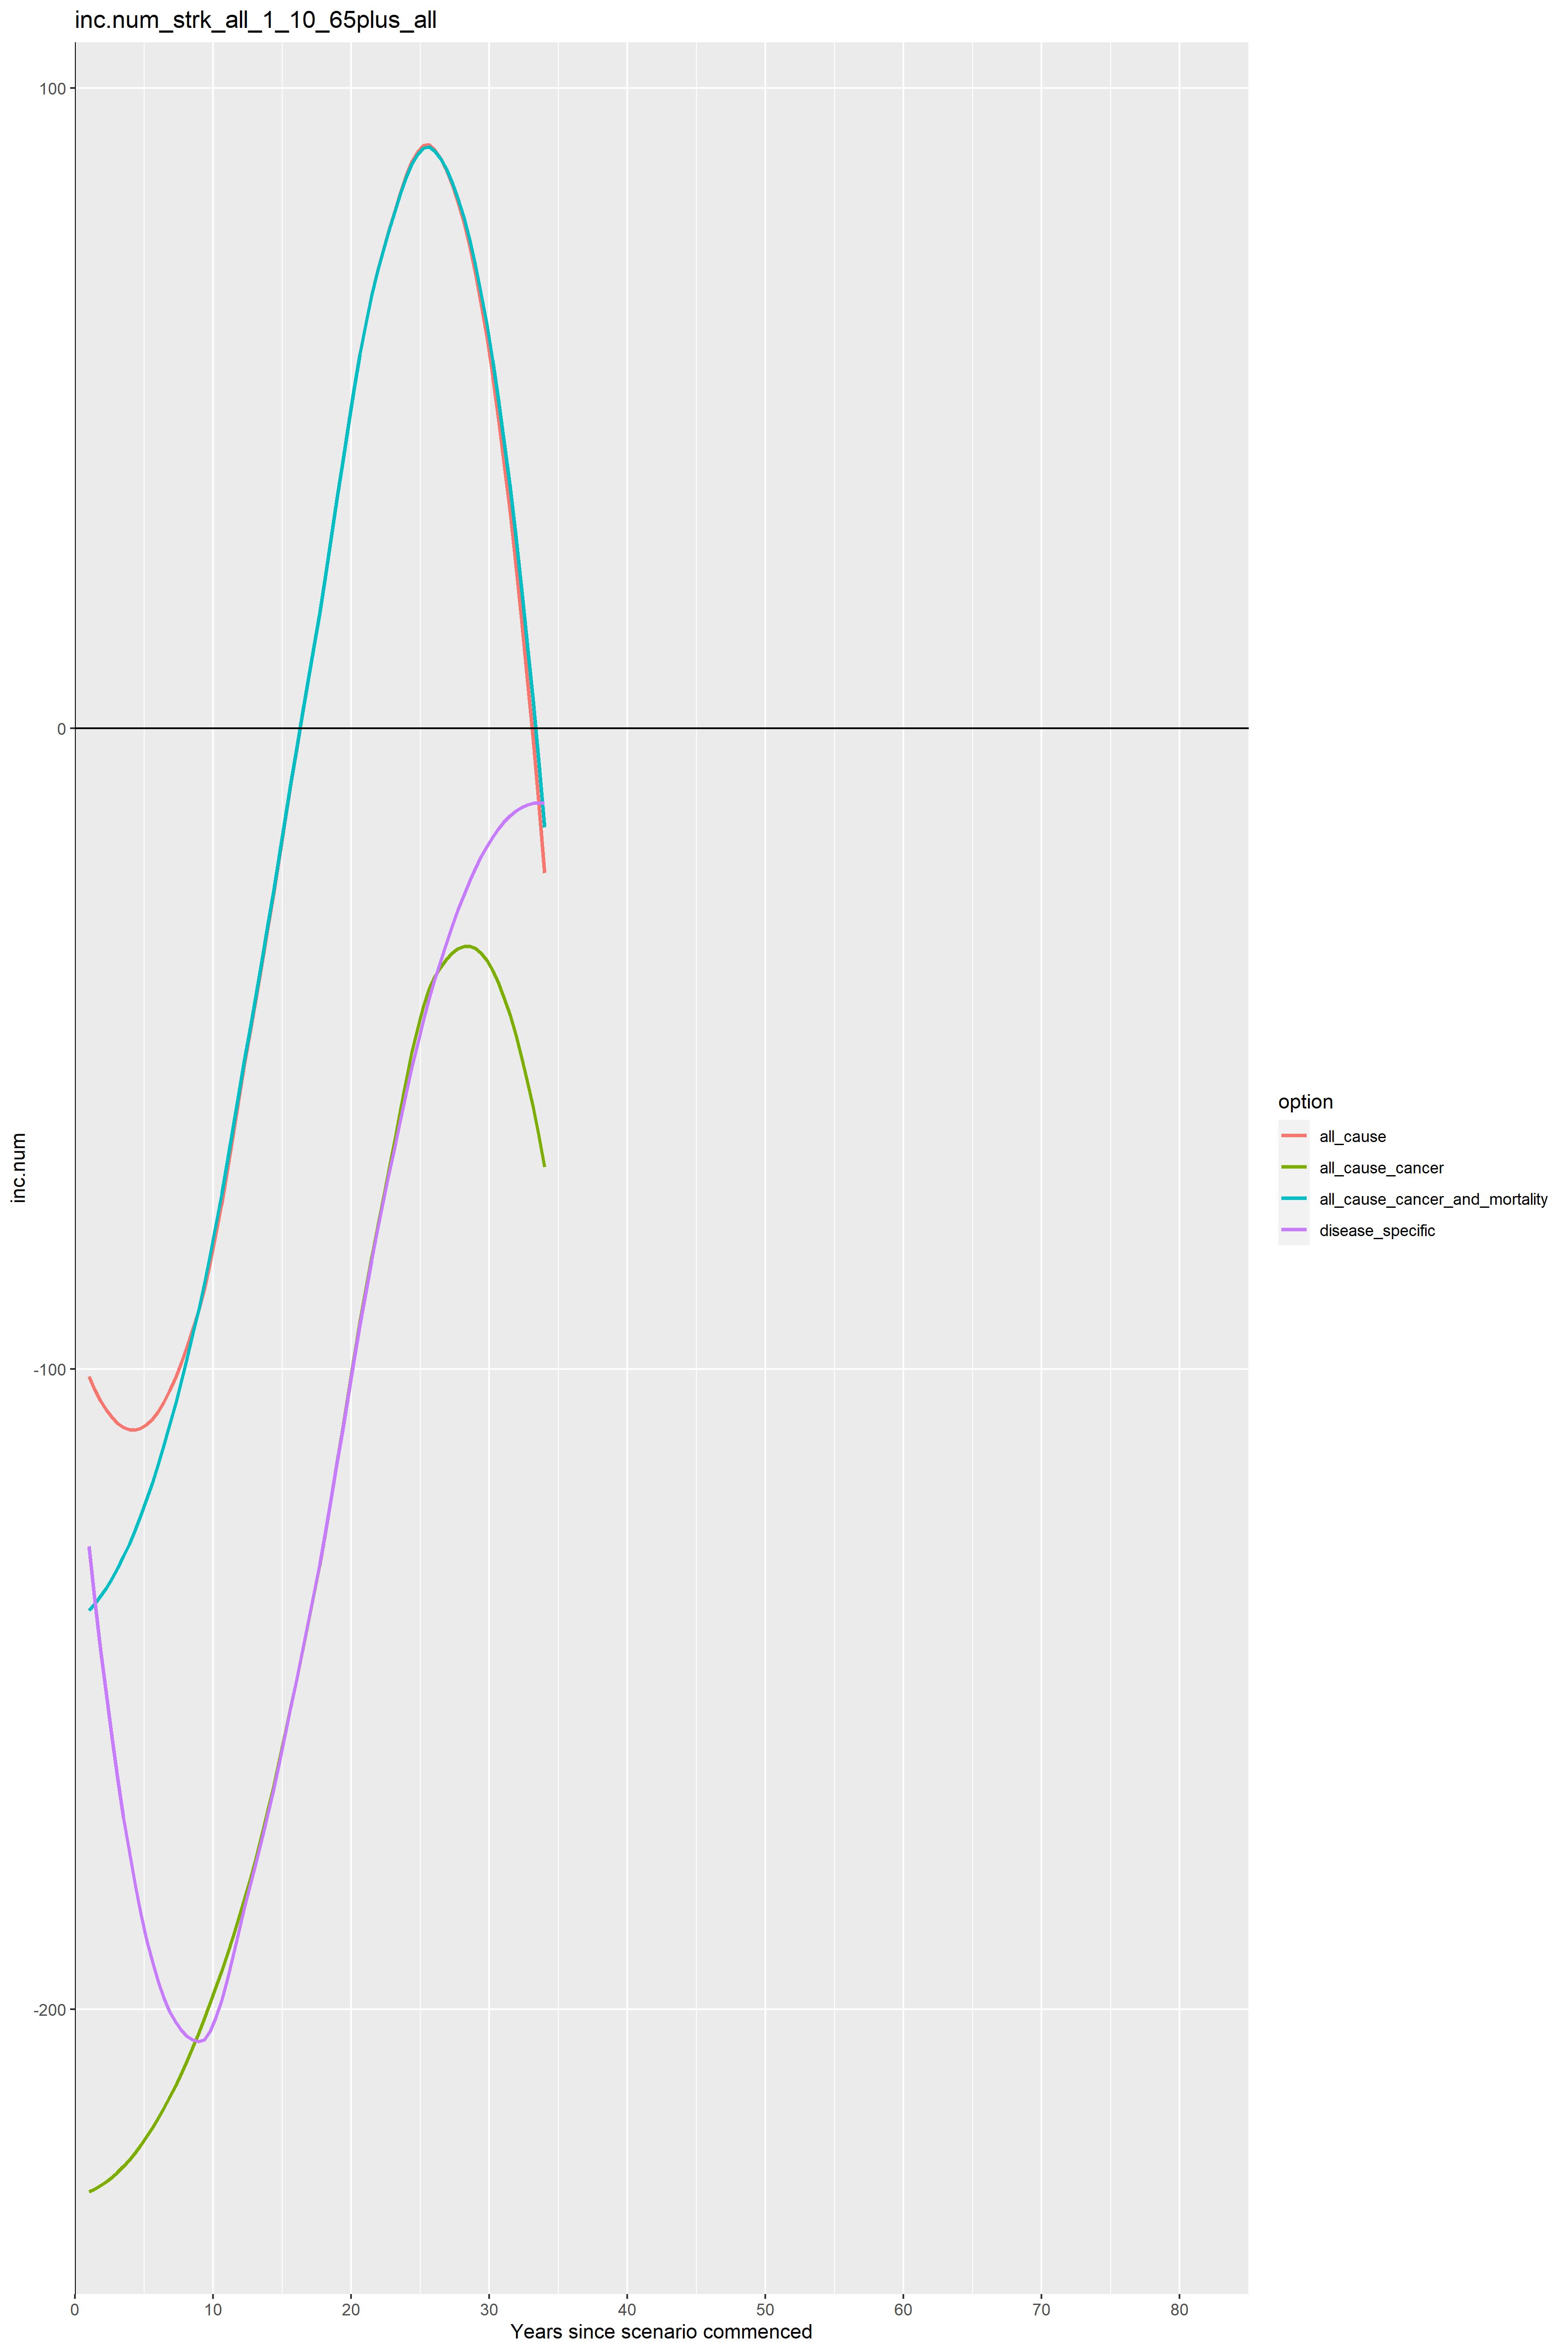 inc.num_strk_all_1_10_65plus_all
100
0
-100
-200
inc.num
0 10 20 30 40 50 60 70 80
Years since scenario commenced
option
all_cause
all_cause_cancer
all_cause_cancer_and_mortality
disease_specific